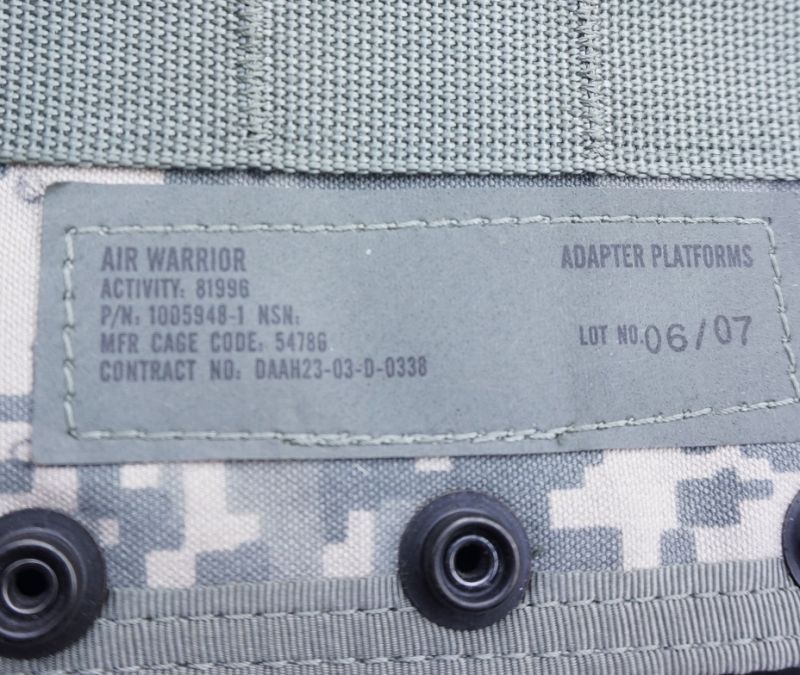 AIR WARRIOR
ADAPTER PLATFORMS
ACTIVITY: 81996
P/N: 1005948-1 NSN:
LOT NO. 06/07
MFR CAGE CODE: 54786
CONTRACT NO: DAAH23-03-D-0338